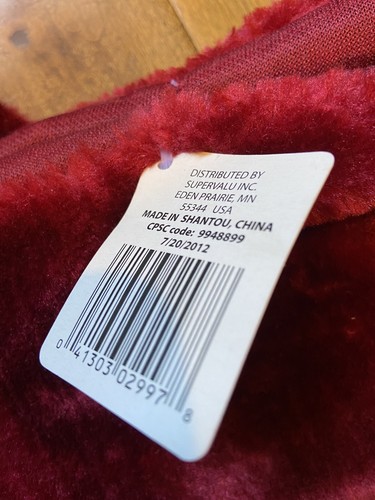 DISTRIBUTED BY
SUPERVALU INC.
EDEN PRAIRIE, MN
55344 USA
MADE IN SHANTOU, CHINA
CPSC code: 9948899
7/20/2012
0 41303 02997 8